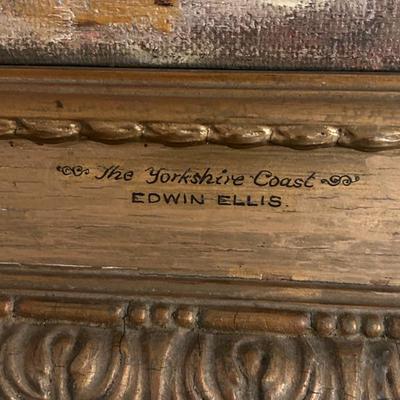 The Yorkshire Coast
EDWIN ELLIS.